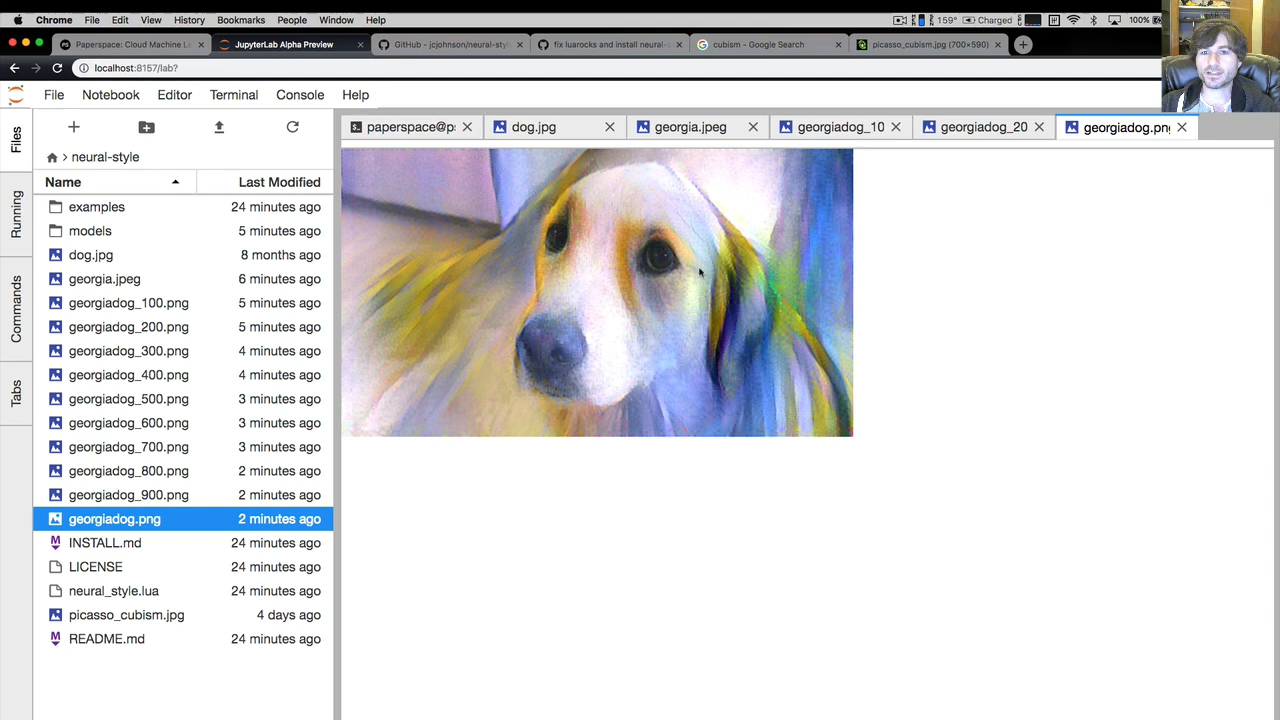 Chrome File Edit View History Bookmarks People Window Help 159° Charged 100%
Paperspace: Cloud Machine Le JupyterLab Alpha Preview GitHub - jcjohnson/neural-style fix luarocks and install neural-s cubism - Google Search picasso_cubism.jpg (700×590)
localhost:8157/lab?
File Notebook Editor Terminal Console Help
paperspace@ps dog.jpg georgia.jpeg georgiadog_10 georgiadog_20 georgiadog.png
Files
Running
Commands
Tabs
neural-style
Name Last Modified
examples 24 minutes ago
models 5 minutes ago
dog.jpg 8 months ago
georgia.jpeg 6 minutes ago
georgiadog_100.png 5 minutes ago
georgiadog_200.png 5 minutes ago
georgiadog_300.png 4 minutes ago
georgiadog_400.png 4 minutes ago
georgiadog_500.png 3 minutes ago
georgiadog_600.png 3 minutes ago
georgiadog_700.png 3 minutes ago
georgiadog_800.png 2 minutes ago
georgiadog_900.png 2 minutes ago
georgiadog.png 2 minutes ago
INSTALL.md 24 minutes ago
LICENSE 24 minutes ago
neural_style.lua 24 minutes ago
picasso_cubism.jpg 4 days ago
README.md 24 minutes ago